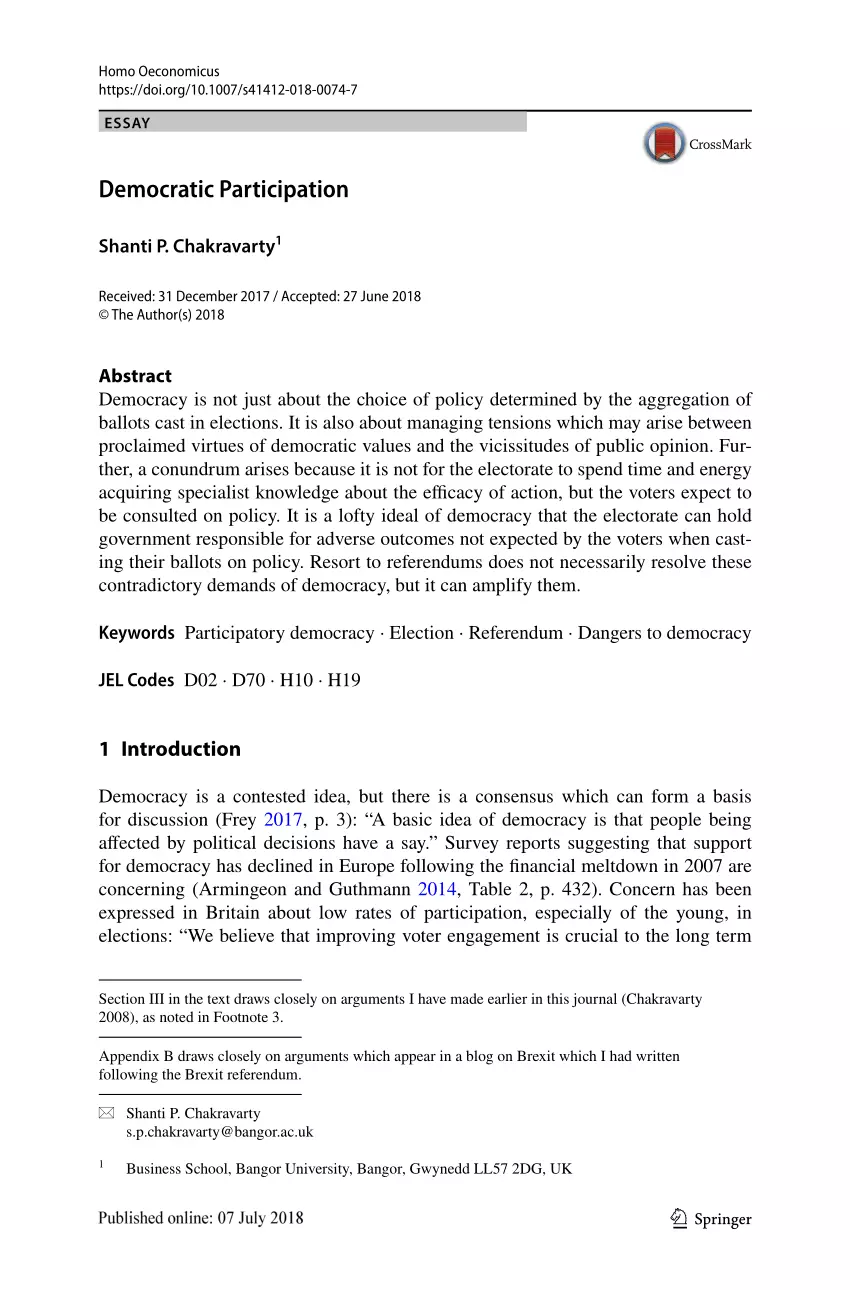 Homo Oeconomicus
https://doi.org/10.1007/s41412-018-0074-7
ESSAY
CrossMark
Democratic Participation
Shanti P. Chakravarty1
Received: 31 December 2017 / Accepted: 27 June 2018
© The Author(s) 2018
Abstract
Democracy is not just about the choice of policy determined by the aggregation of
ballots cast in elections. It is also about managing tensions which may arise between
proclaimed virtues of democratic values and the vicissitudes of public opinion. Fur-
ther, a conundrum arises because it is not for the electorate to spend time and energy
acquiring specialist knowledge about the efficacy of action, but the voters expect to
be consulted on policy. It is a lofty ideal of democracy that the electorate can hold
government responsible for adverse outcomes not expected by the voters when cast-
ing their ballots on policy. Resort to referendums does not necessarily resolve these
contradictory demands of democracy, but it can amplify them.
Keywords Participatory democracy · Election · Referendum · Dangers to democracy
JEL Codes D02 · D70 · H10 · H19
1 Introduction
Democracy is a contested idea, but there is a consensus which can form a basis
for discussion (Frey 2017, p. 3): “A basic idea of democracy is that people being
affected by political decisions have a say.” Survey reports suggesting that support
for democracy has declined in Europe following the financial meltdown in 2007 are
concerning (Armingeon and Guthmann 2014, Table 2, p. 432). Concern has been
expressed in Britain about low rates of participation, especially of the young, in
elections: “We believe that improving voter engagement is crucial to the long term
Section III in the text draws closely on arguments I have made earlier in this journal (Chakravarty
2008), as noted in Footnote 3.
Appendix B draws closely on arguments which appear in a blog on Brexit which I had written
following the Brexit referendum.
Shanti P. Chakravarty
s.p.chakravarty@bangor.ac.uk
1 Business School, Bangor University, Bangor, Gwynedd LL57 2DG, UK
Published online: 07 July 2018
Springer